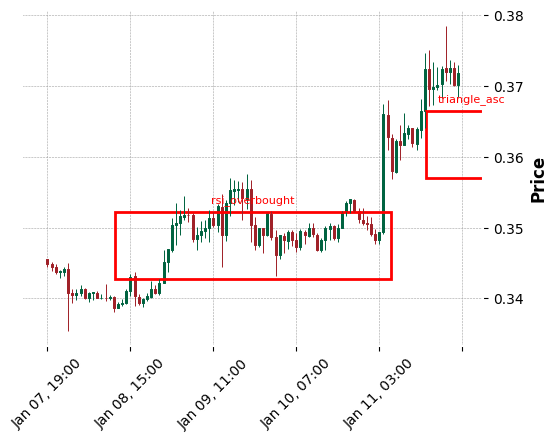 0.38
0.37
triangle_asc
0.36
rsi_overbought
0.35
0.34
Price
Jan 07, 19:00
Jan 08, 15:00
Jan 09, 11:00
Jan 10, 07:00
Jan 11, 03:00